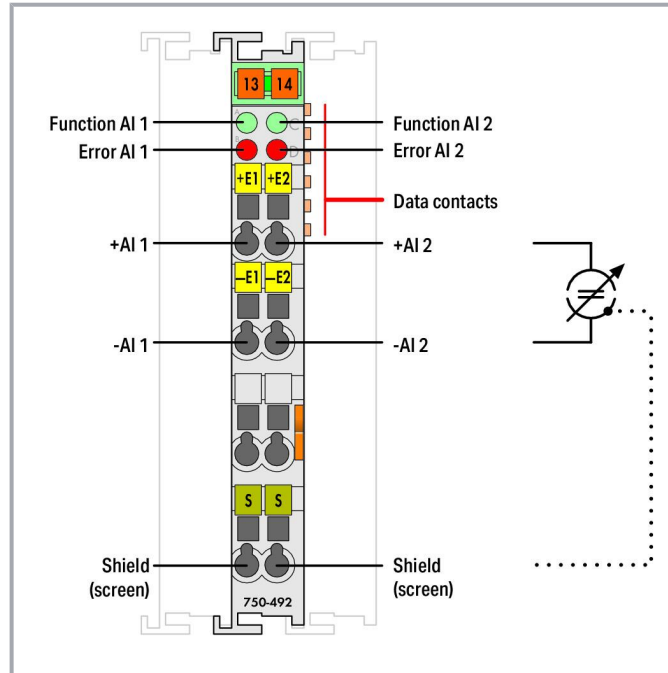 13 14
A C
Function AI 1 Function AI 2
B D
Error AI 1 Error AI 2
+E1 +E2
Data contacts
+AI 1 +AI 2
—E1 —E2
-AI 1 -AI 2
S S
Shield Shield
(screen) (screen)
750-492